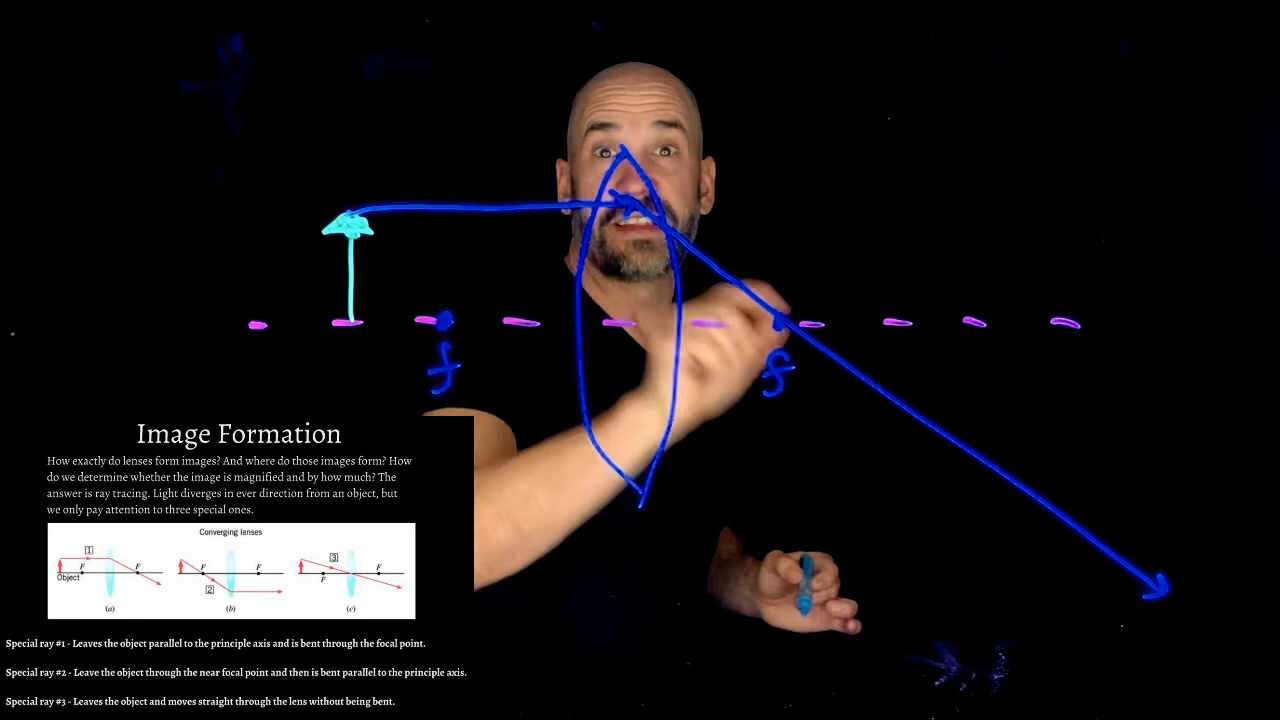 f
f
Image Formation
How exactly do lenses form images? And where do those images form? How
do we determine whether the image is magnified and by how much? The
answer is ray tracing. Light diverges in ever direction from an object, but
we only pay attention to three special ones.
Converging lenses
1
F
F
Object
(a)
F
F
2
(b)
3
F
F
(c)
Special ray #1 - Leaves the object parallel to the principle axis and is bent through the focal point.
Special ray #2 - Leave the object through the near focal point and then is bent parallel to the principle axis.
Special ray #3 - Leaves the object and moves straight through the lens without being bent.